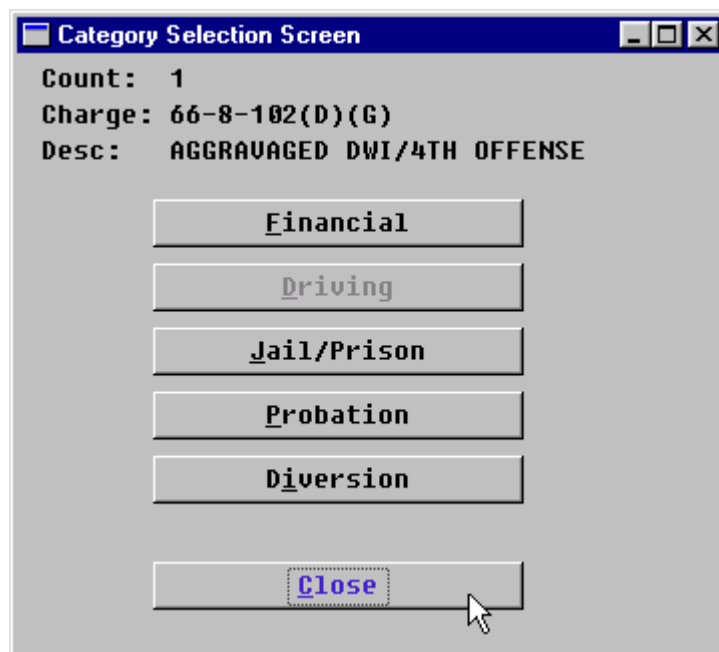 Category Selection Screen
Count: 1
Charge: 66-8-102(D)(G)
Desc: AGGRAVAGED DWI/4TH OFFENSE
Financial
Driving
Jail/Prison
Probation
Diversion
Close